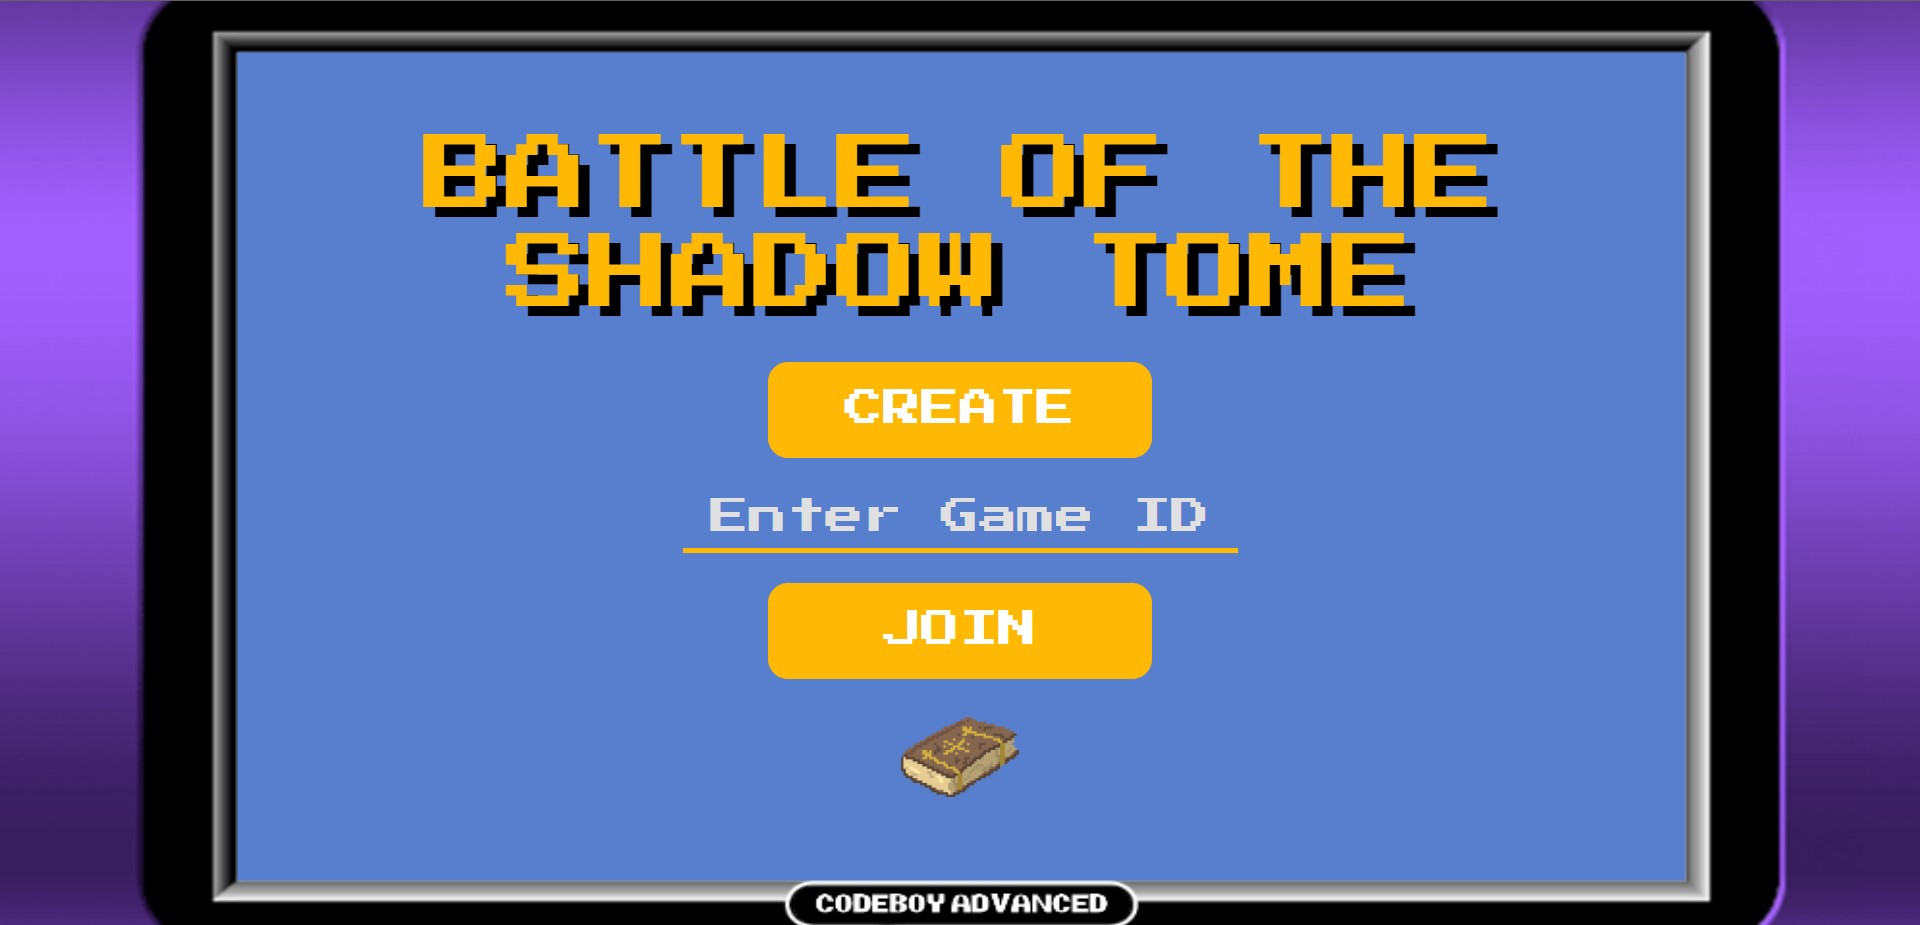 BATTLE OF THE
SHADOW TOME
CREATE
Enter Game ID
JOIN
CODEBOY ADVANCED